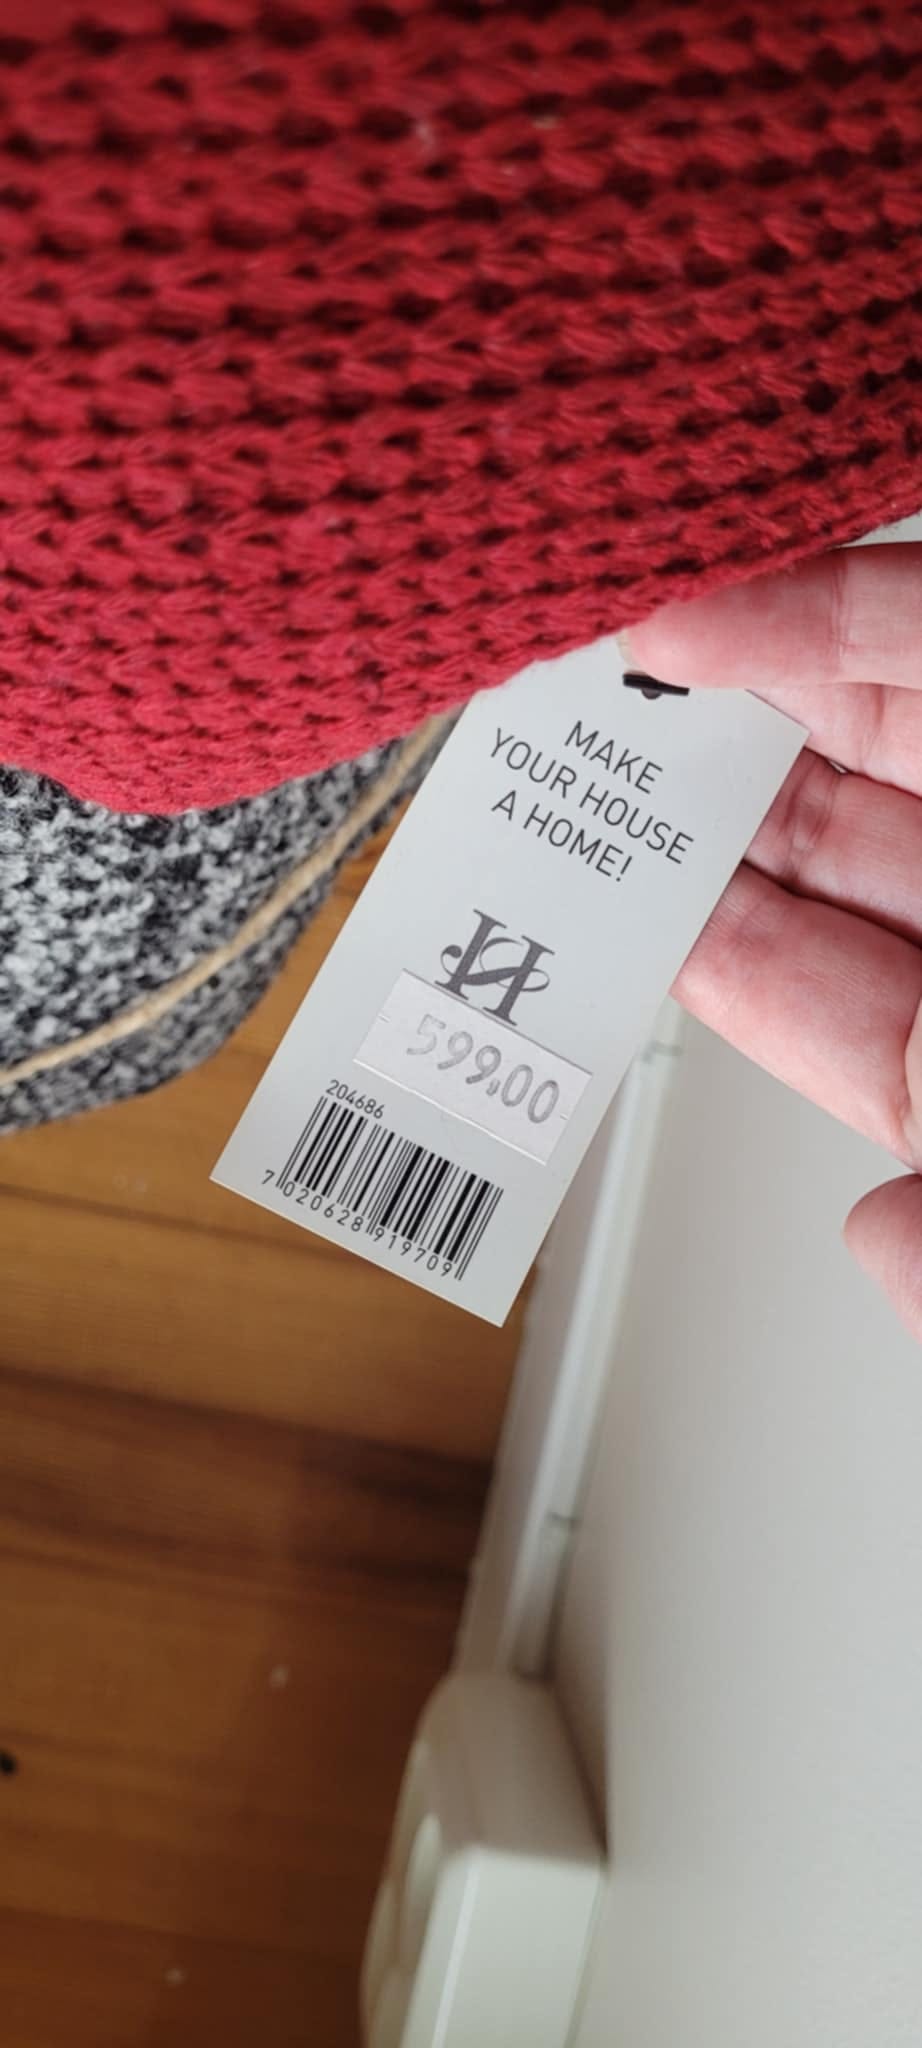 MAKE
YOUR HOUSE
A HOME!
H
599,00
204686
7 020628 919709